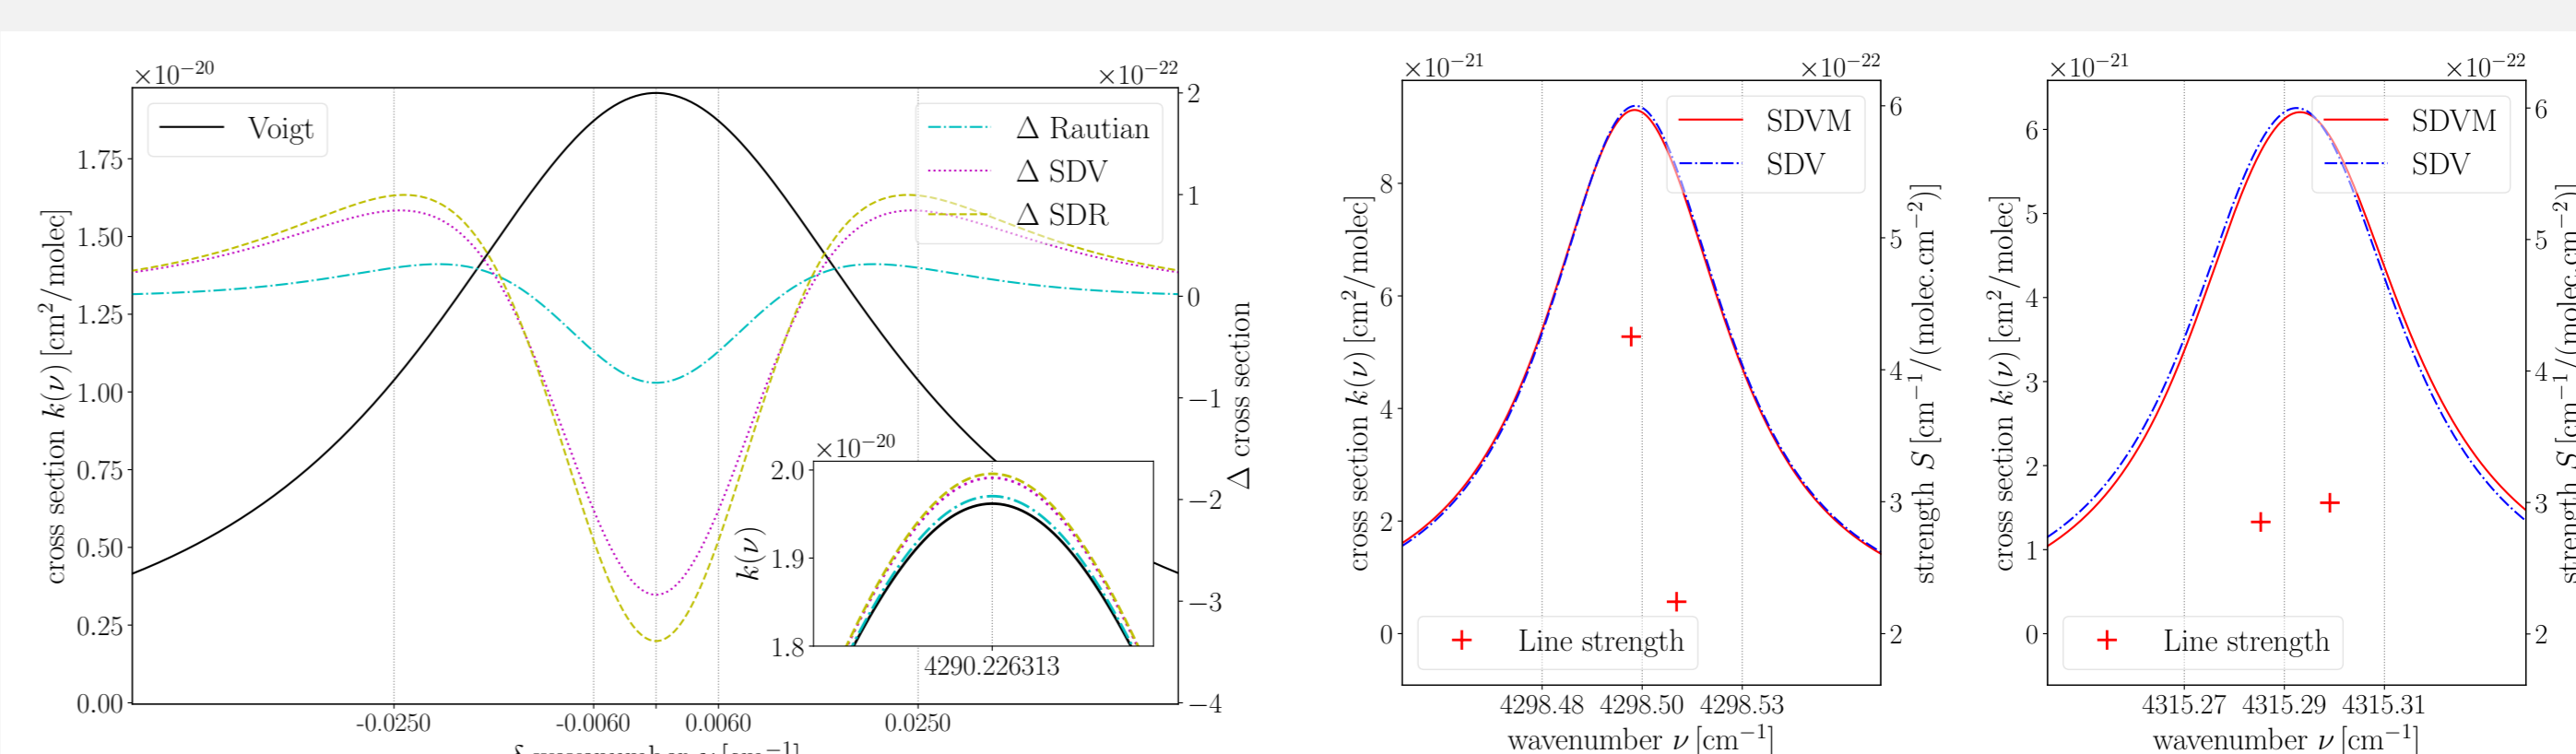 ×10−20
×10−22
Voigt
Δ Rautian
Δ SDV
Δ SDR
cross section k(ν) [cm2/molec]
1.75
1.50
1.25
1.00
0.75
0.50
0.25
0.00
2
1
0
−1
−2
−3
−4
Δ cross section
-0.0250
-0.0060
0.0060
0.0250
×10−20
k(ν)
2.0
1.9
1.8
4290.226313
×10−21
×10−22
SDVM
SDV
cross section k(ν) [cm2/molec]
8
6
4
2
0
6
5
4
3
2
strength S [cm−1/(molec.cm−2)]
Line strength
4298.48 4298.50 4298.53
wavenumber ν [cm−1]
×10−21
×10−22
SDVM
SDV
cross section k(ν) [cm2/molec]
6
5
4
3
2
1
0
6
5
4
3
2
strength S [cm−1/(molec.cm−2)]
Line strength
4315.27 4315.29 4315.31
wavenumber ν [cm−1]